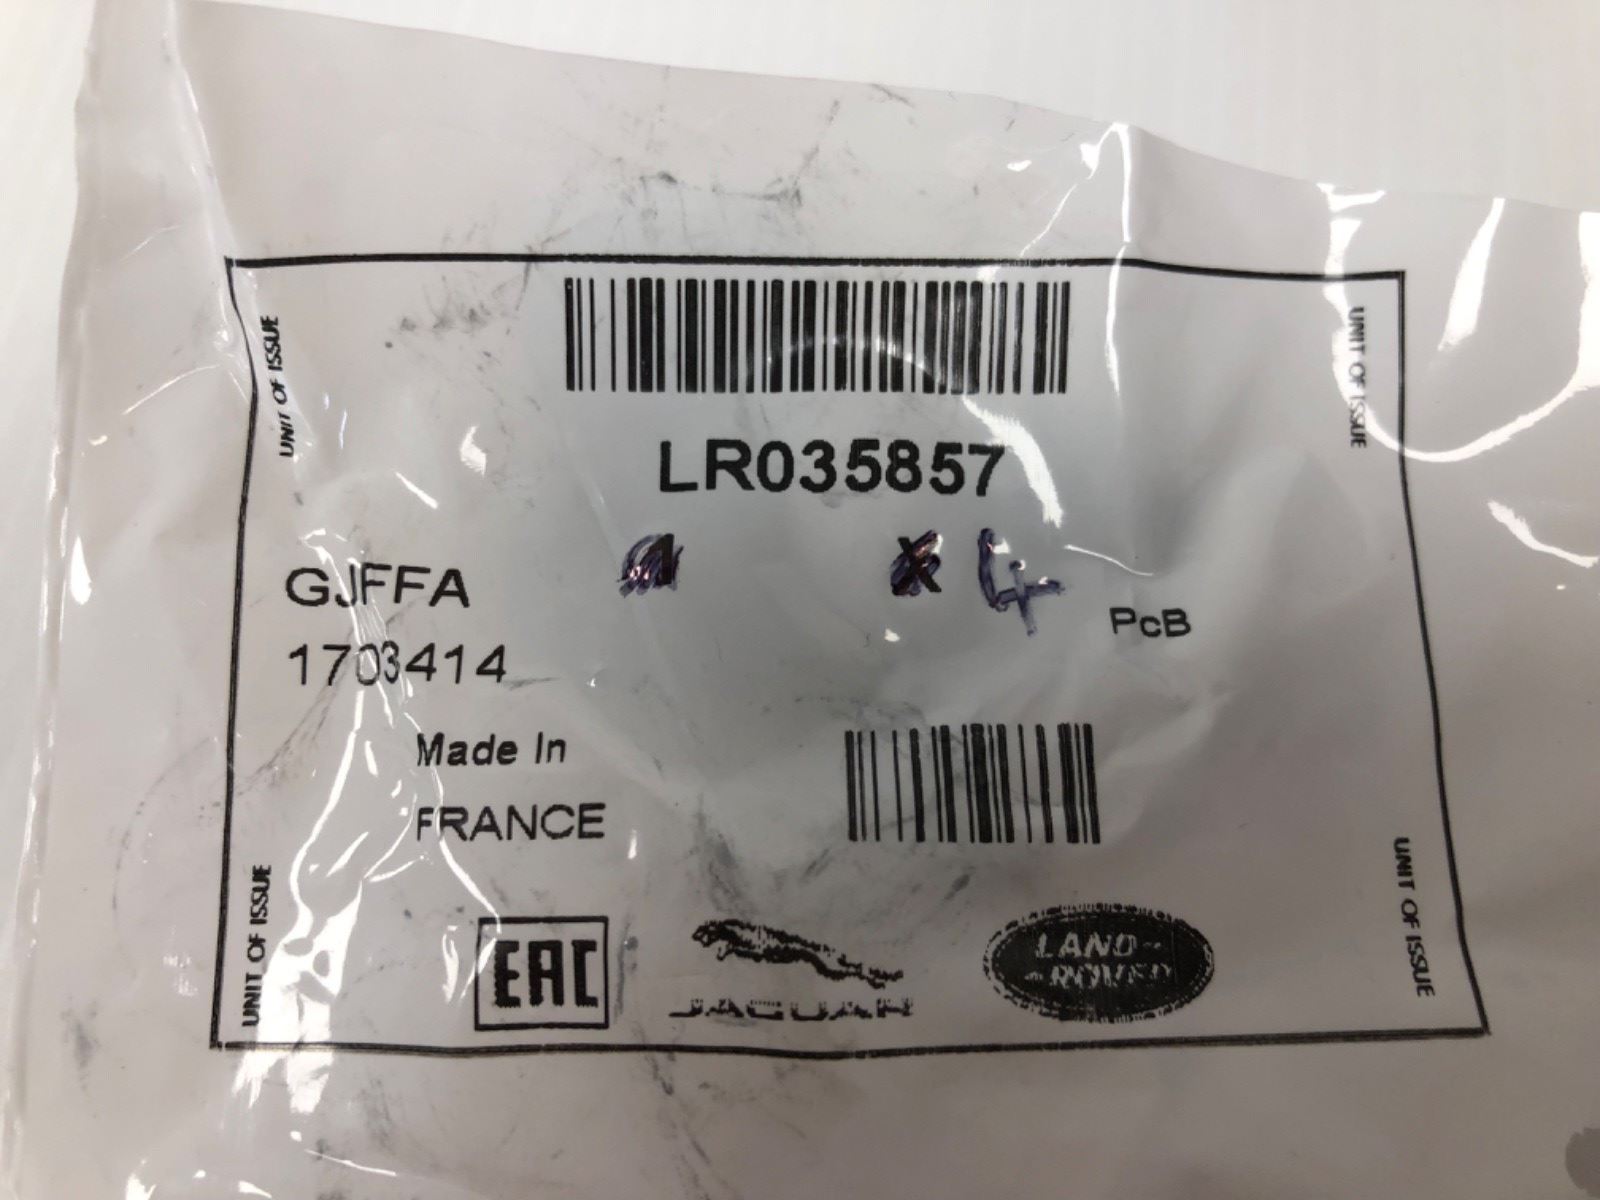 UNIT OF ISSUE
UNIT OF ISSUE
LR035857
GJFFA
4
PcB
1703414
Made In
FRANCE
UNIT OF ISSUE
UNIT OF ISSUE
EAC
JAGUAR
LAND-
ROVER